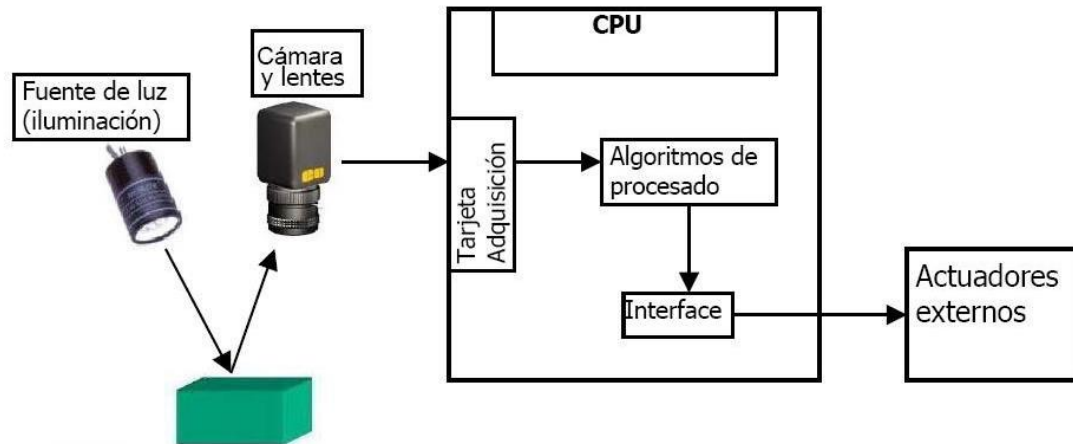 CPU
Cámara
y lentes
Fuente de luz
(iluminación)
Tarjeta
Adquisición
Algoritmos de
procesado
Interface
Actuadores
externos